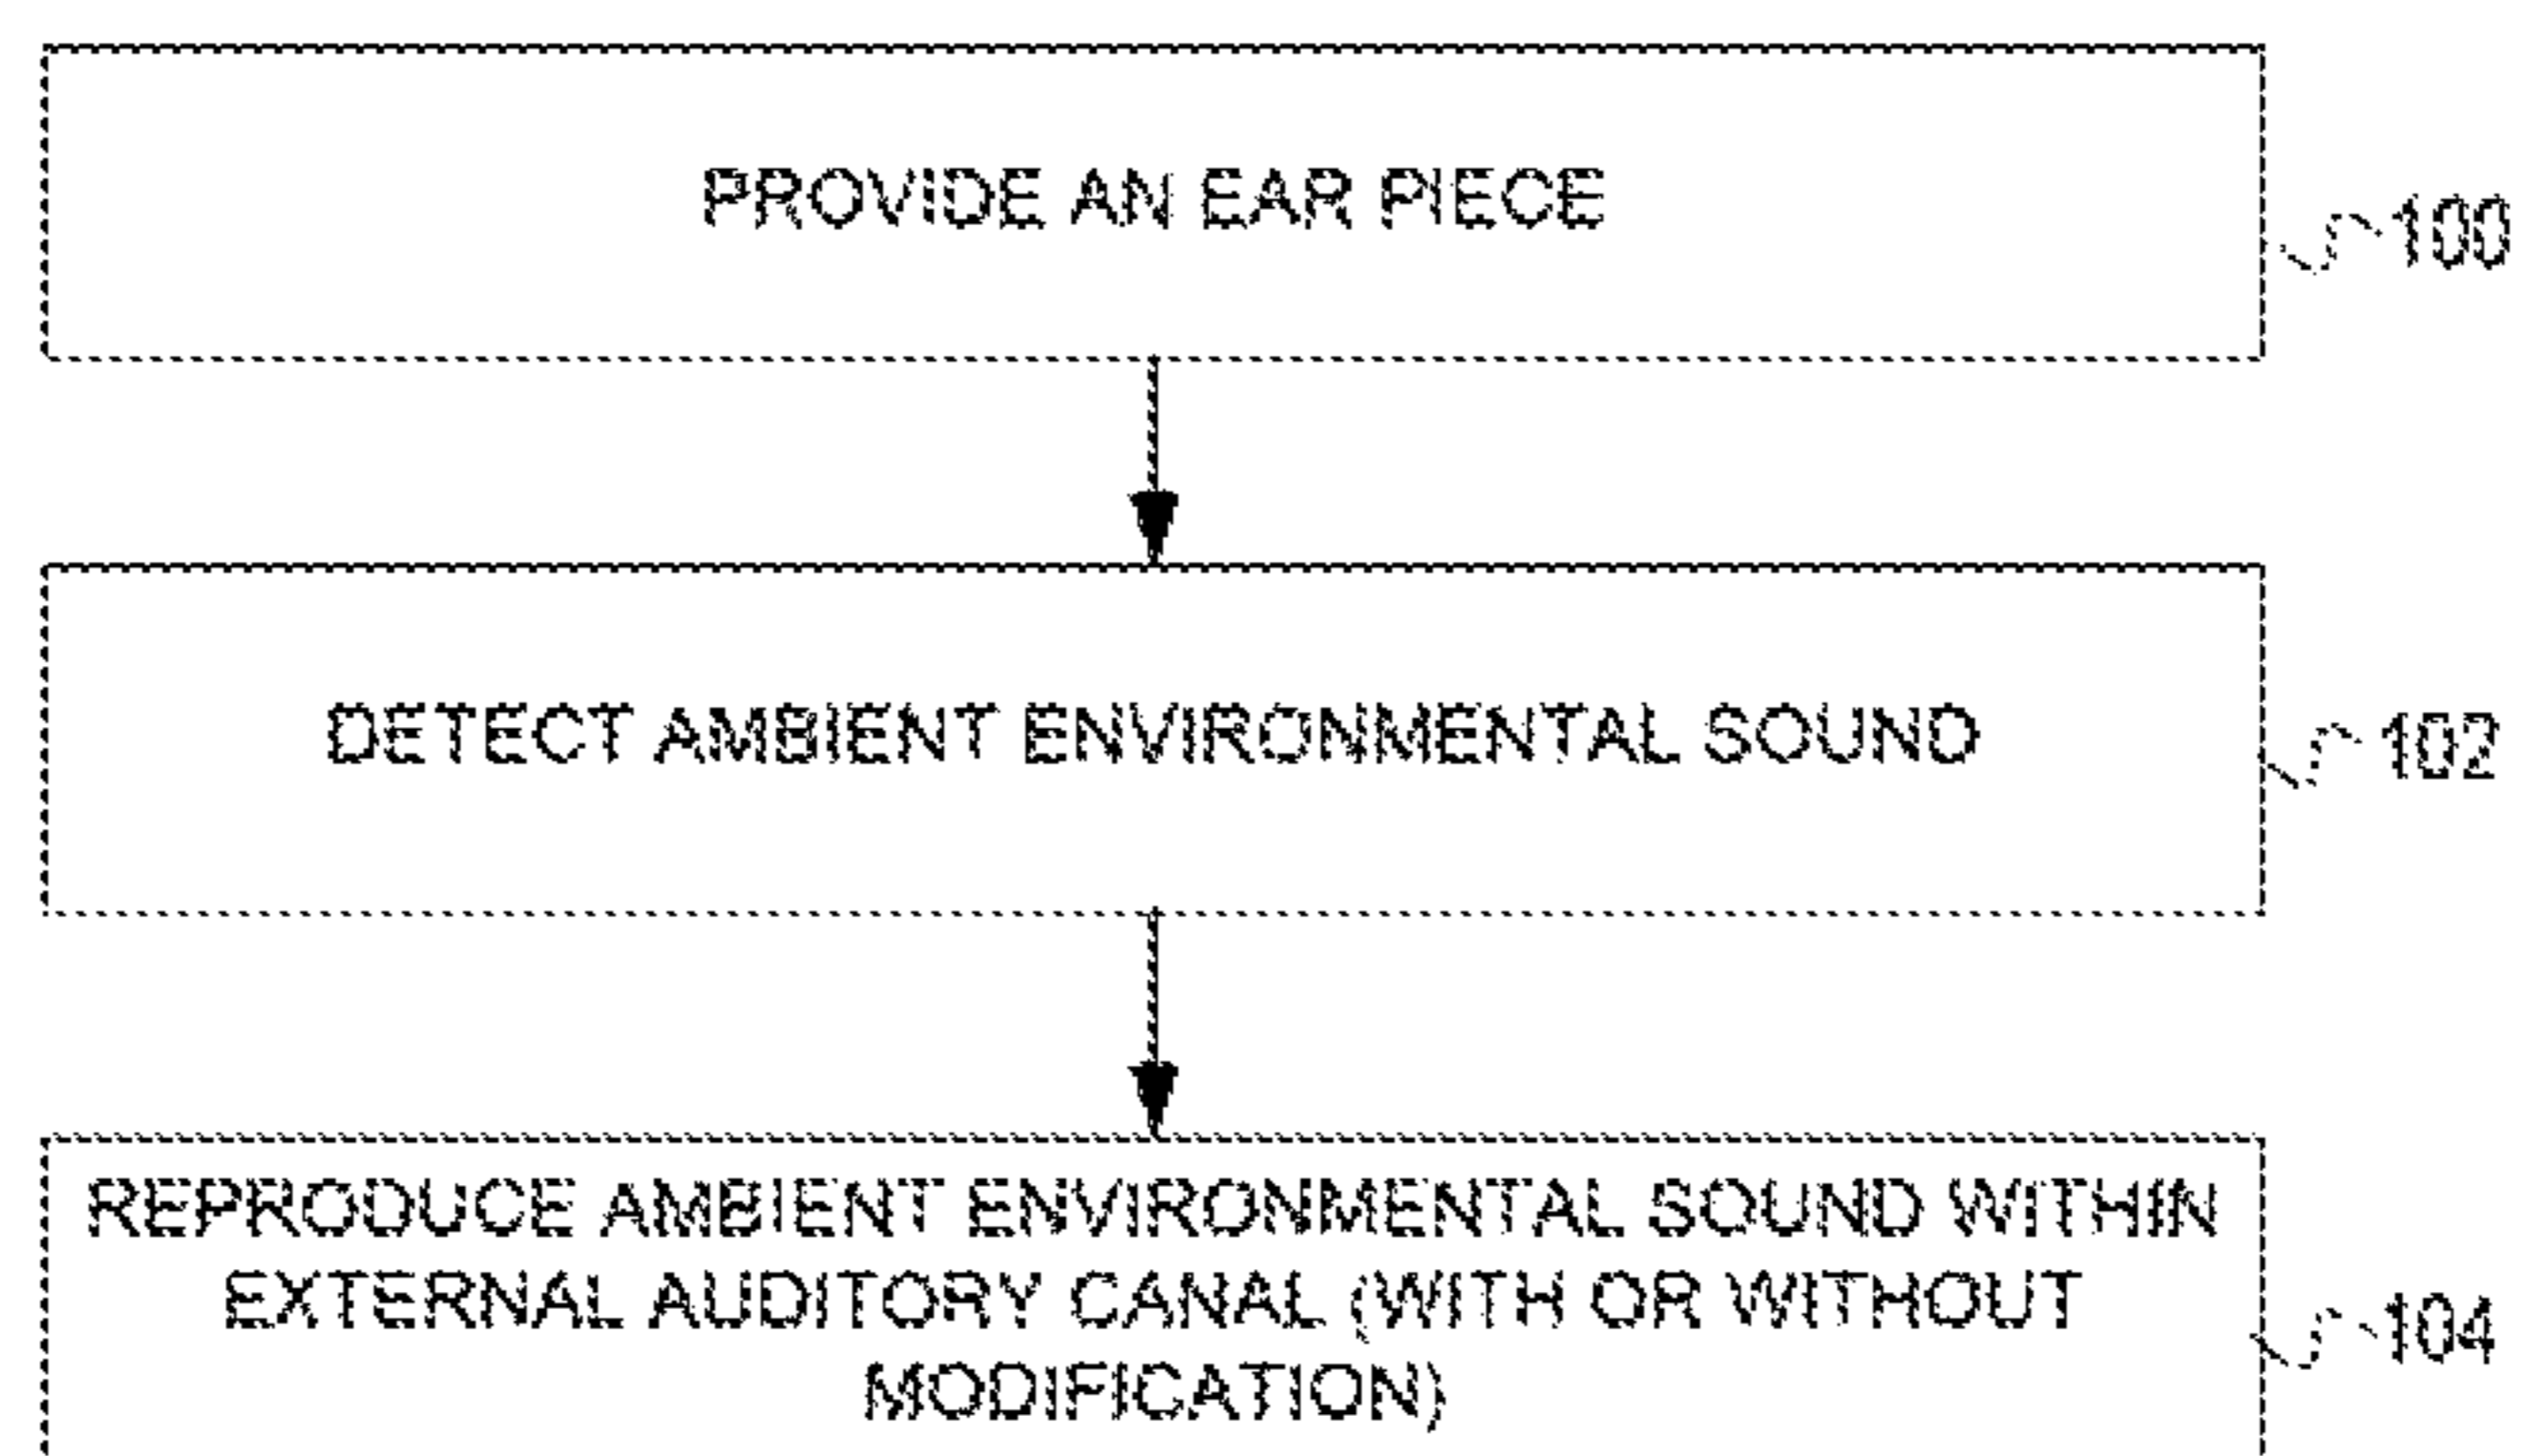 PROVIDE AN EAR PIECE
100
DETECT AMBIENT ENVIRONMENTAL SOUND
102
REPRODUCE AMBIENT ENVIRONMENTAL SOUND WITHIN
EXTERNAL AUDITORY CANAL (WITH OR WITHOUT
104
MODIFICATION)